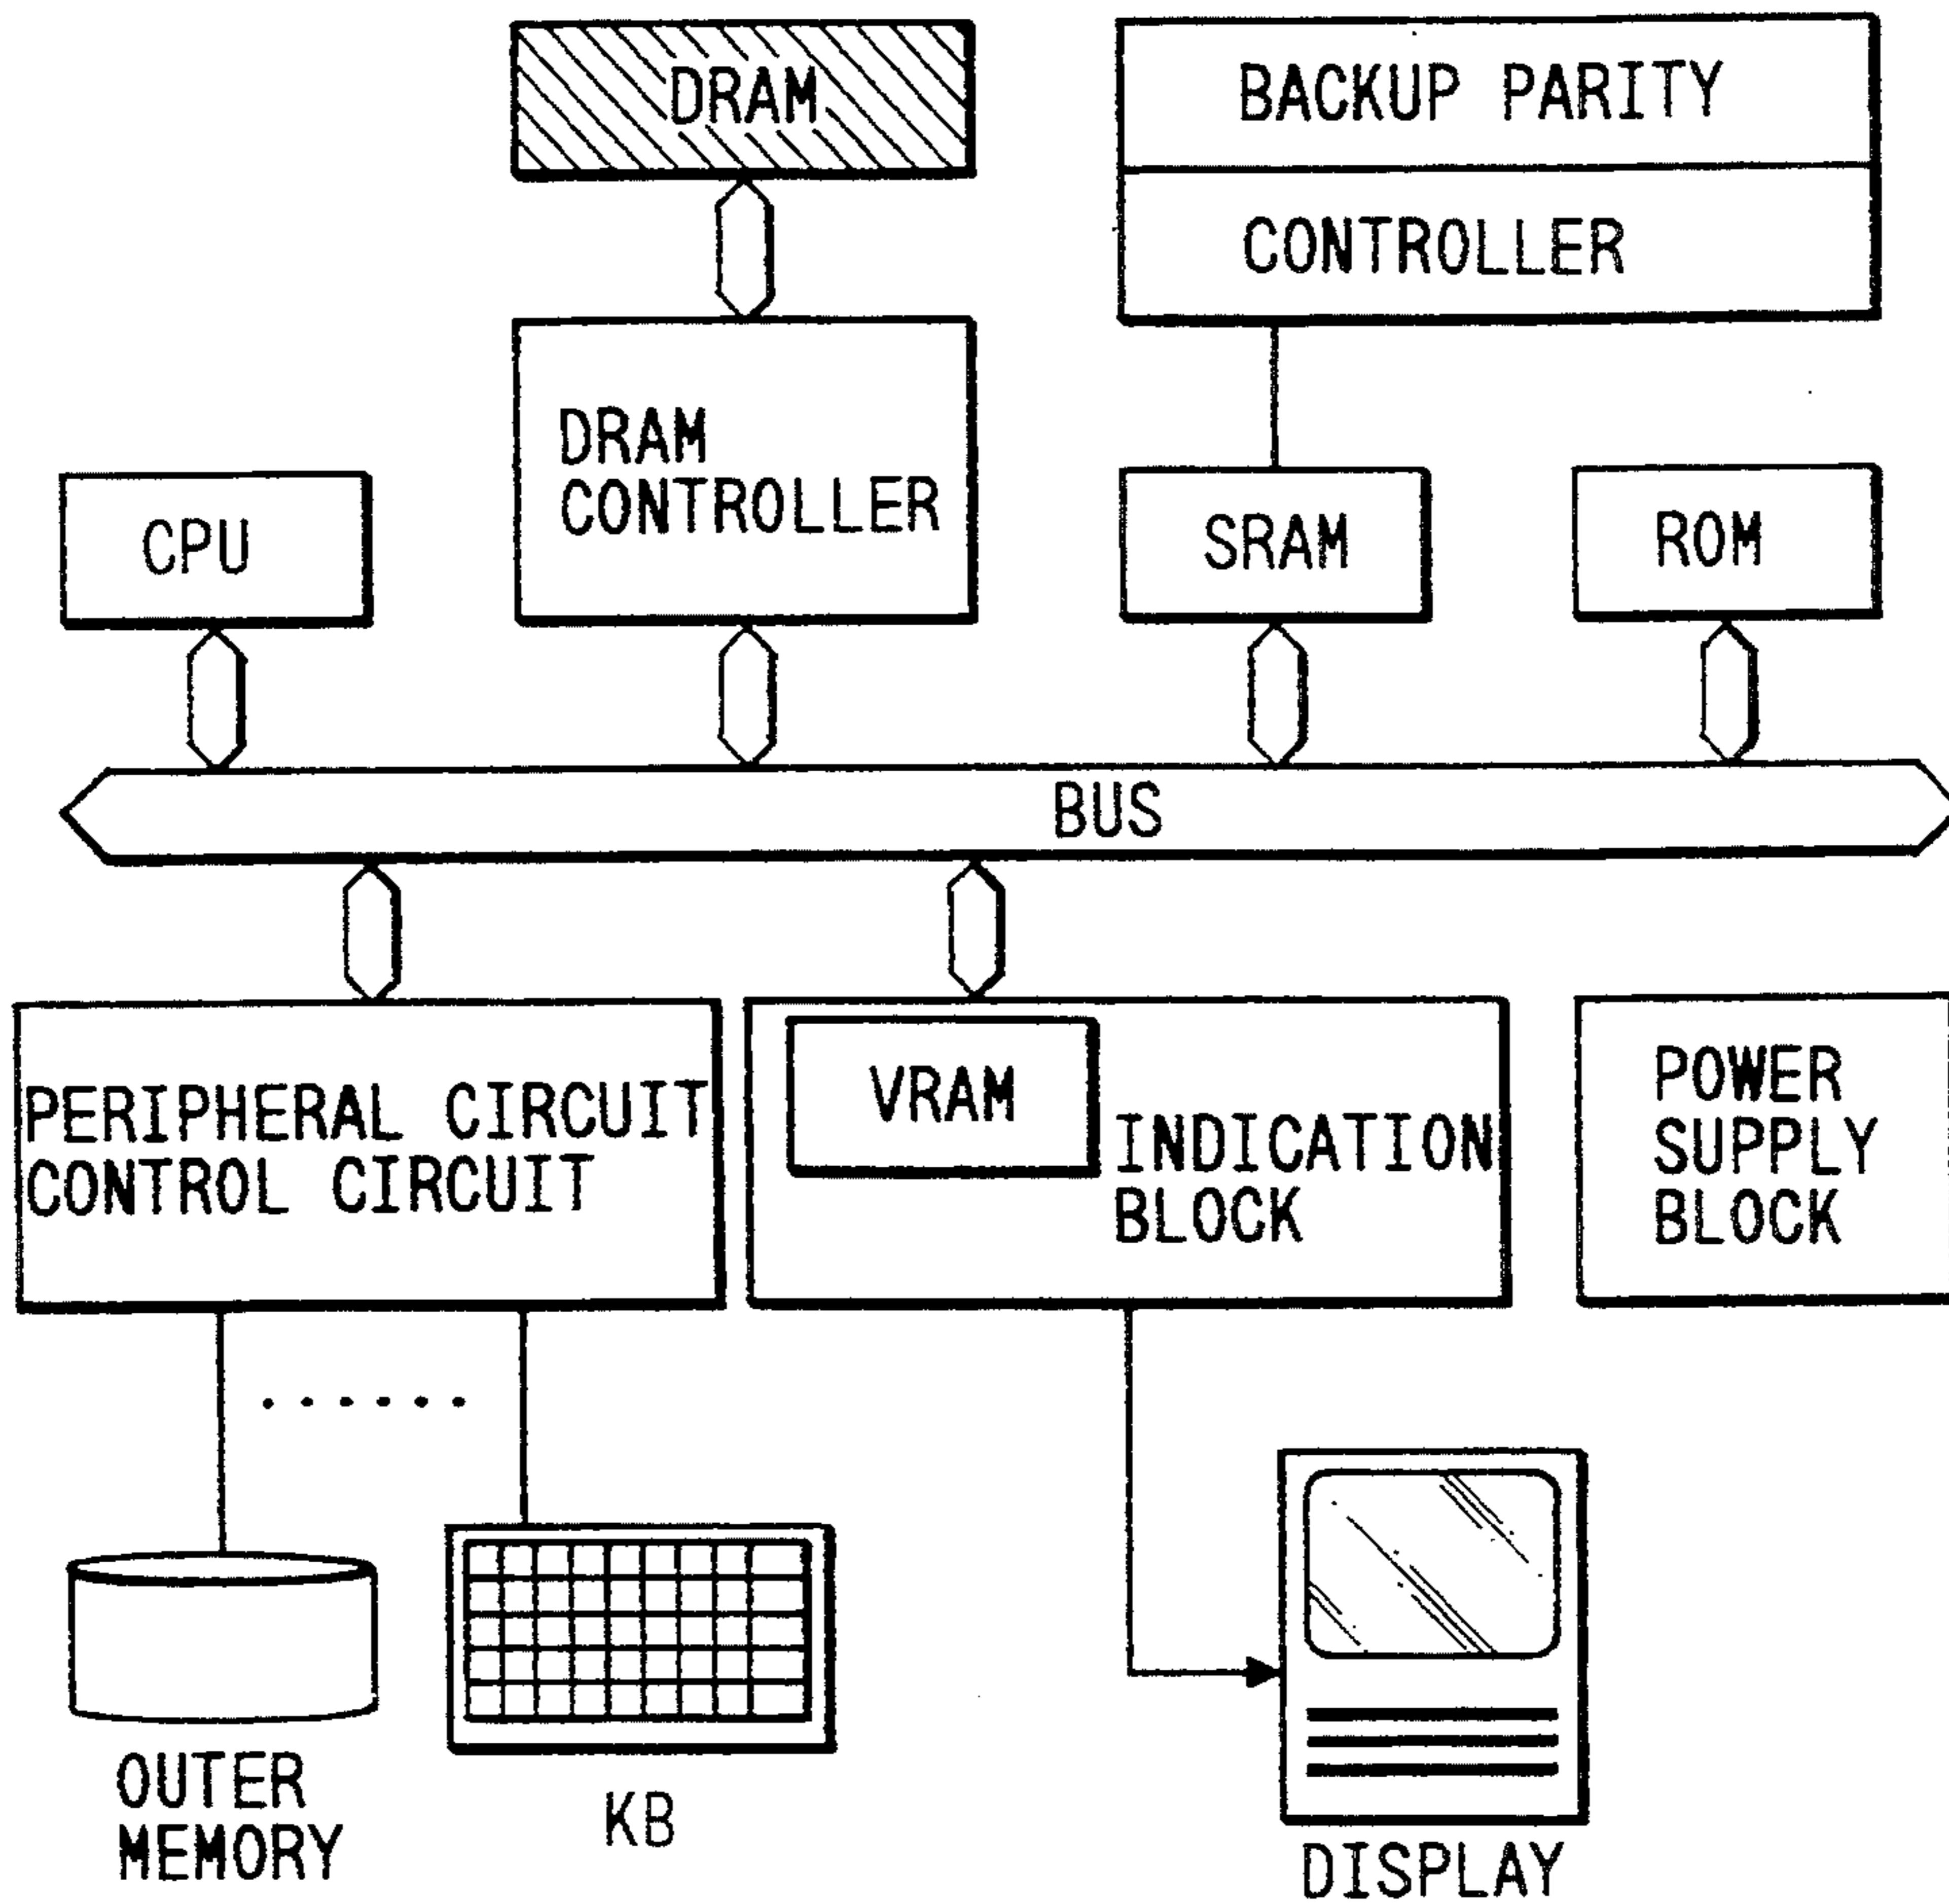 DRAM
BACKUP PARITY
CONTROLLER
DRAM
CONTROLLER
CPU
SRAM
ROM
BUS
PERIPHERAL CIRCUIT
CONTROL CIRCUIT
VRAM
INDICATION
BLOCK
POWER
SUPPLY
BLOCK
OUTER
MEMORY
KB
DISPLAY